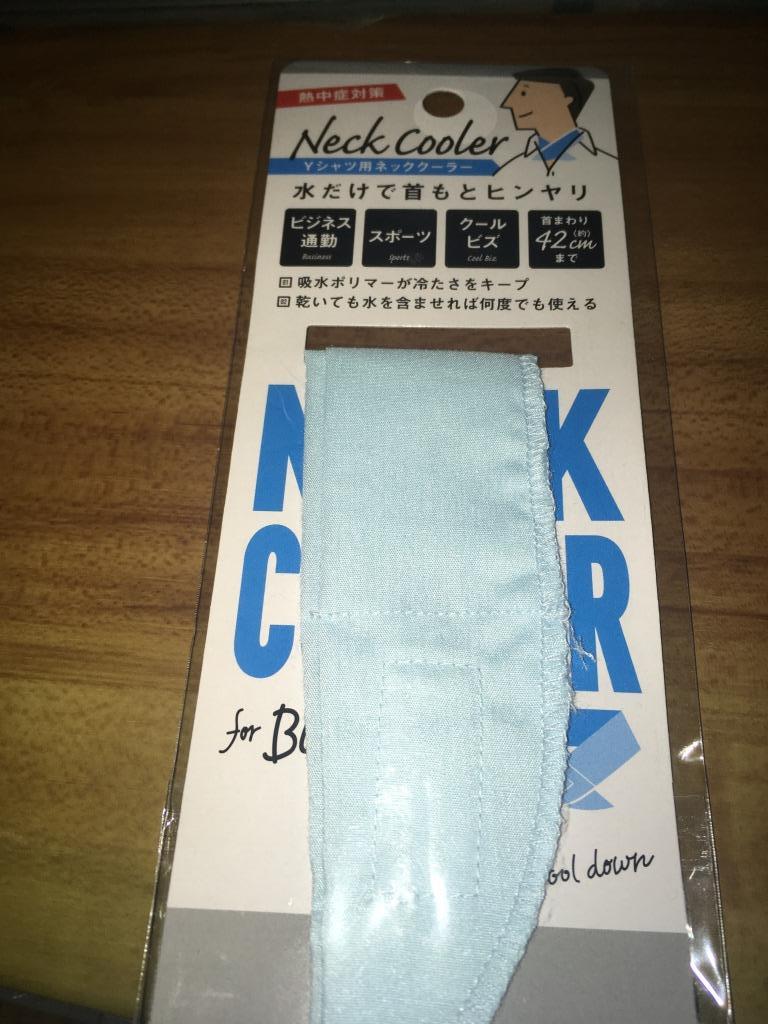 熱中症対策
Neck Cooler
Yシャツ用ネッククーラー
水だけで首もとヒンヤリ
ビジネス
通勤
Business
スポーツ
Sports
クール
ビズ
Cool Biz
首まわり
(約)
42cm
まで
吸水ポリマーが冷たさをキープ
乾いても水を含ませれば何度でも使える
N K
C R
for
ool down